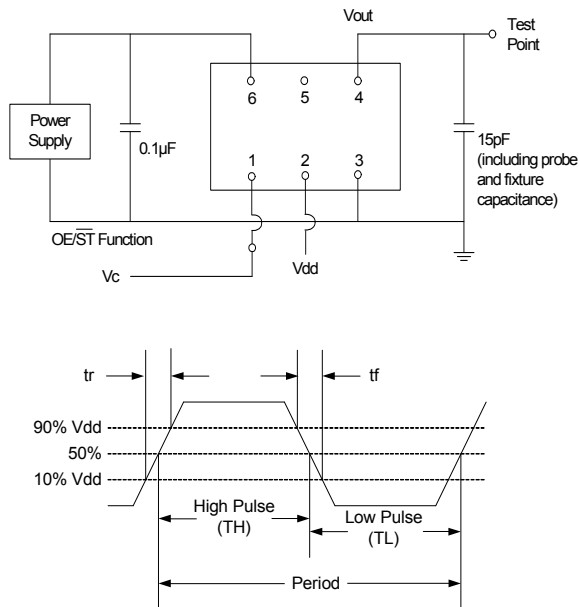 Vout
Test
Point
6 5 4
Power
Supply
0.1µF
1 2 3
15pF
(including probe
and fixture
capacitance)
OE/S̅T̅ Function
Vdd
Vc
tr
tf
90% Vdd
50%
10% Vdd
High Pulse
(TH)
Low Pulse
(TL)
Period